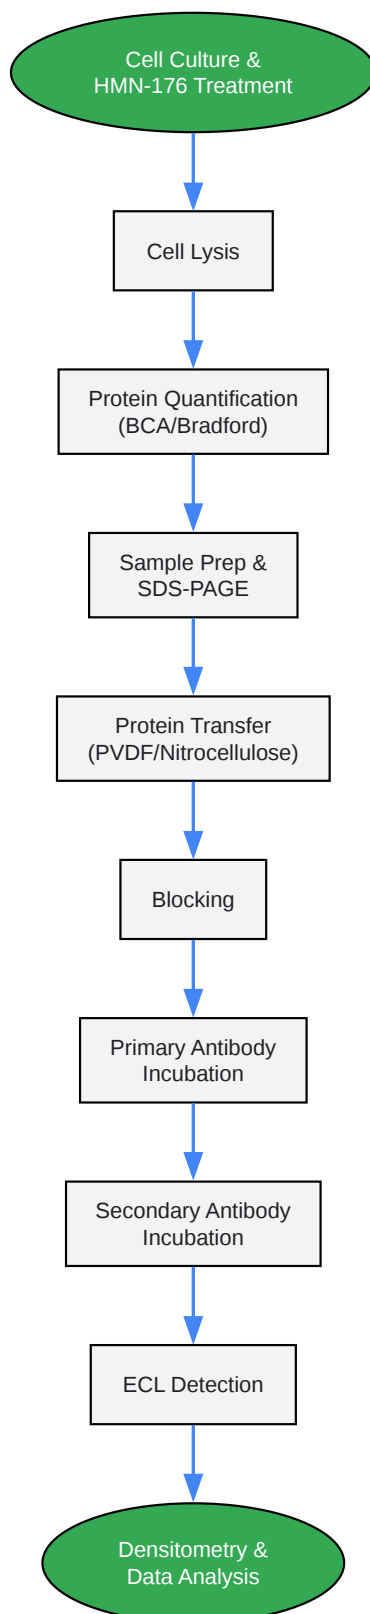 Cell Culture &
HMN-176 Treatment
Cell Lysis
Protein Quantification
(BCA/Bradford)
Sample Prep &
SDS-PAGE
Protein Transfer
(PVDF/Nitrocellulose)
Blocking
Primary Antibody
Incubation
Secondary Antibody
Incubation
ECL Detection
Densitometry &
Data Analysis